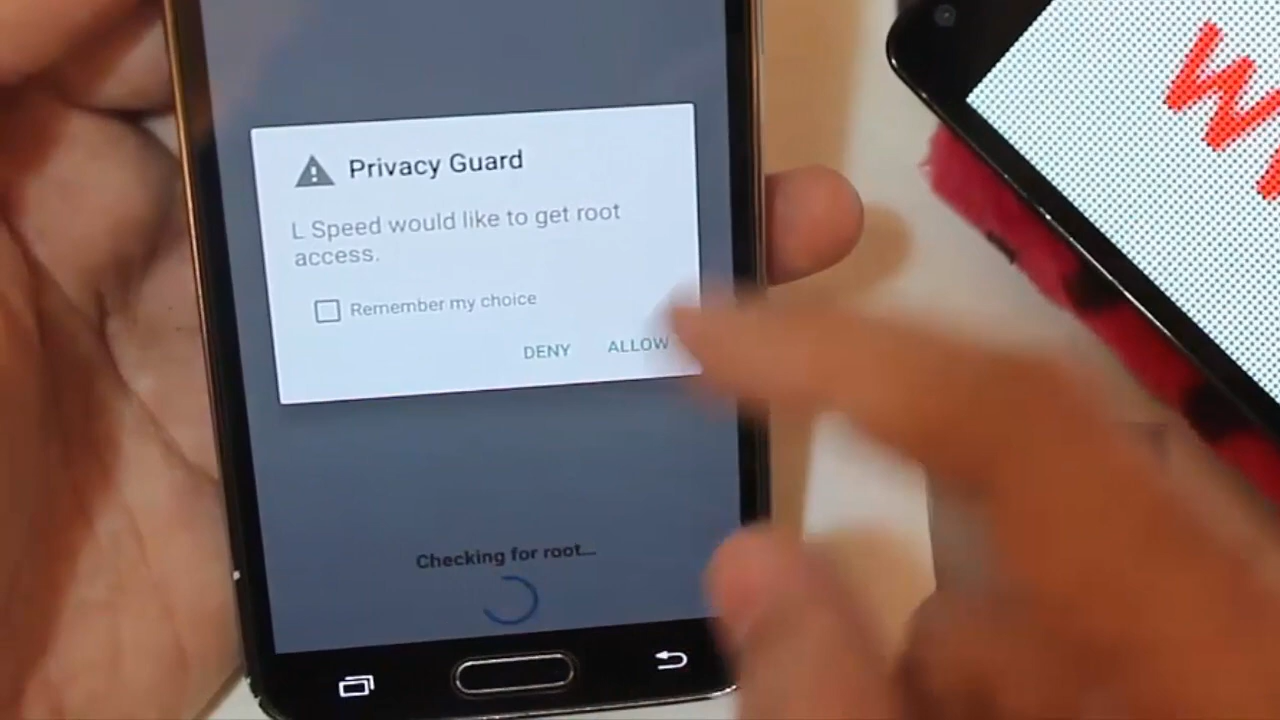 Privacy Guard
L Speed would like to get root
access.
Remember my choice
DENY ALLOW
Checking for root...